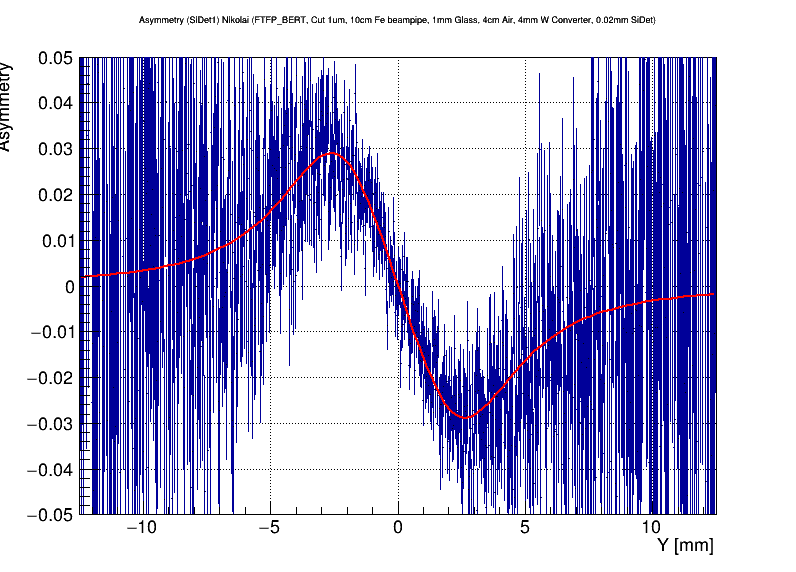 Asymmetry (SiDet1) Nikolai (FTFP_BERT, Cut 1um, 10cm Fe beampipe, 1mm Glass, 4cm Air, 4mm W Converter, 0.02mm SiDet)
Asymmetry
0.05
0.04
0.03
0.02
0.01
0
−0.01
−0.02
−0.03
−0.04
−0.05
−10 −5 0 5 10
Y [mm]